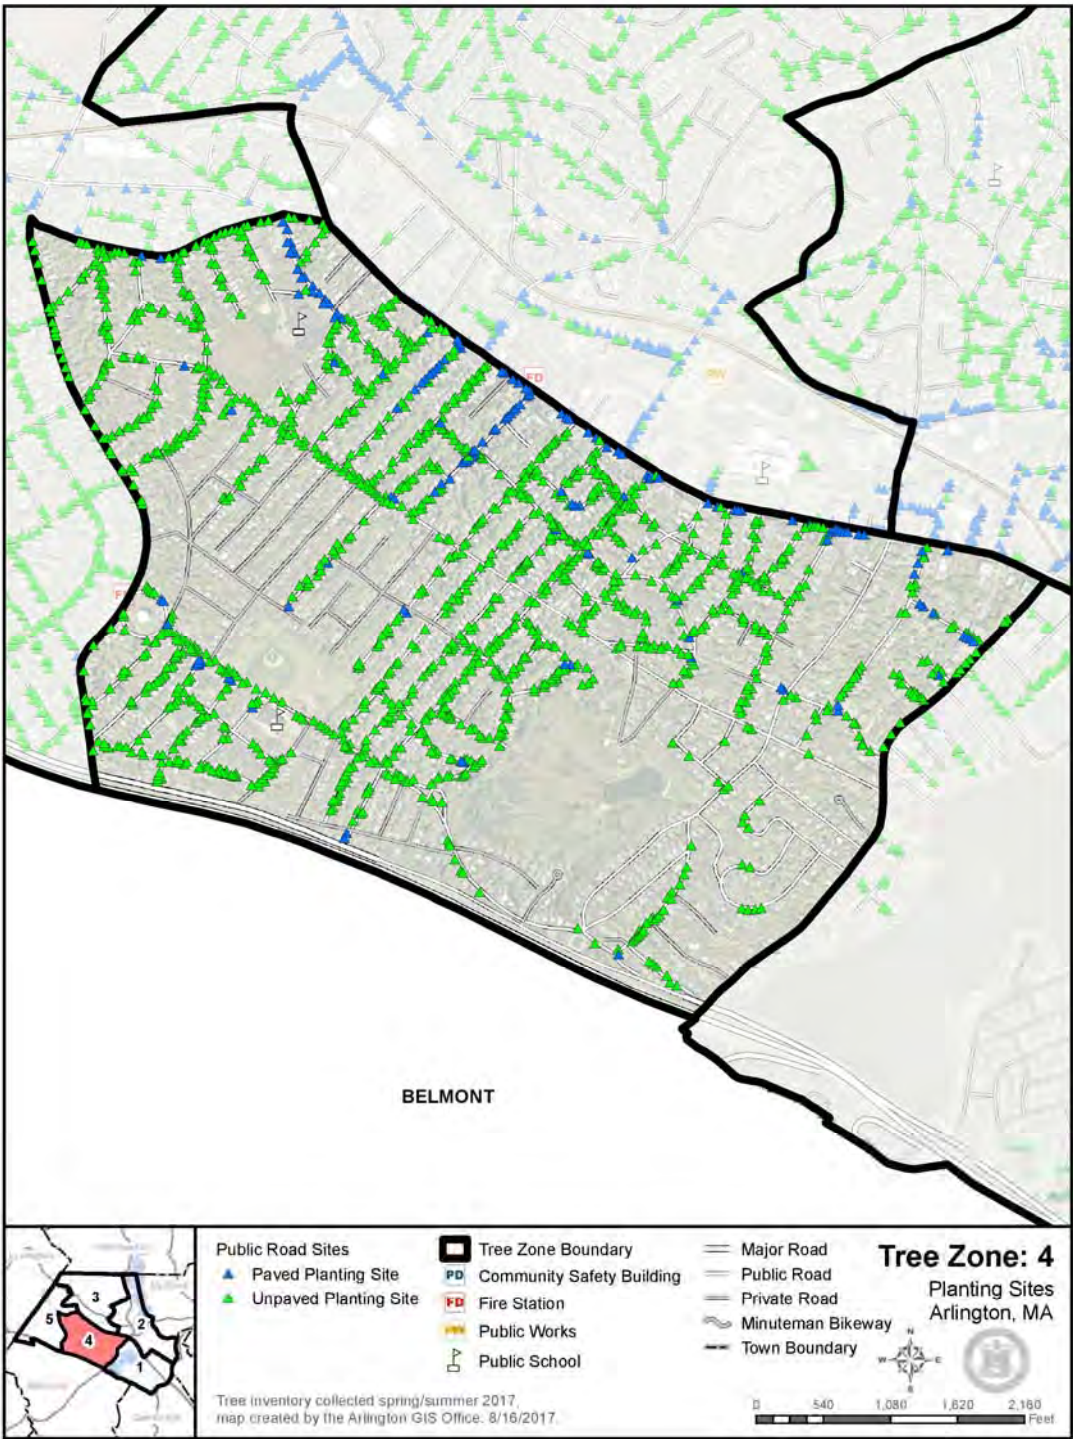 FD
PW
BELMONT
3
5
2
4
1
Public Road Sites
Paved Planting Site
Unpaved Planting Site
Tree Zone Boundary
PD Community Safety Building
FD Fire Station
PW Public Works
Public School
Major Road
Public Road
Private Road
Minuteman Bikeway
Town Boundary
Tree Zone: 4
Planting Sites
Arlington, MA
N
W E
S
0 540 1,080 1,620 2,160
Feet
Tree inventory collected spring/summer 2017,
map created by the Arlington GIS Office. 8/16/2017.